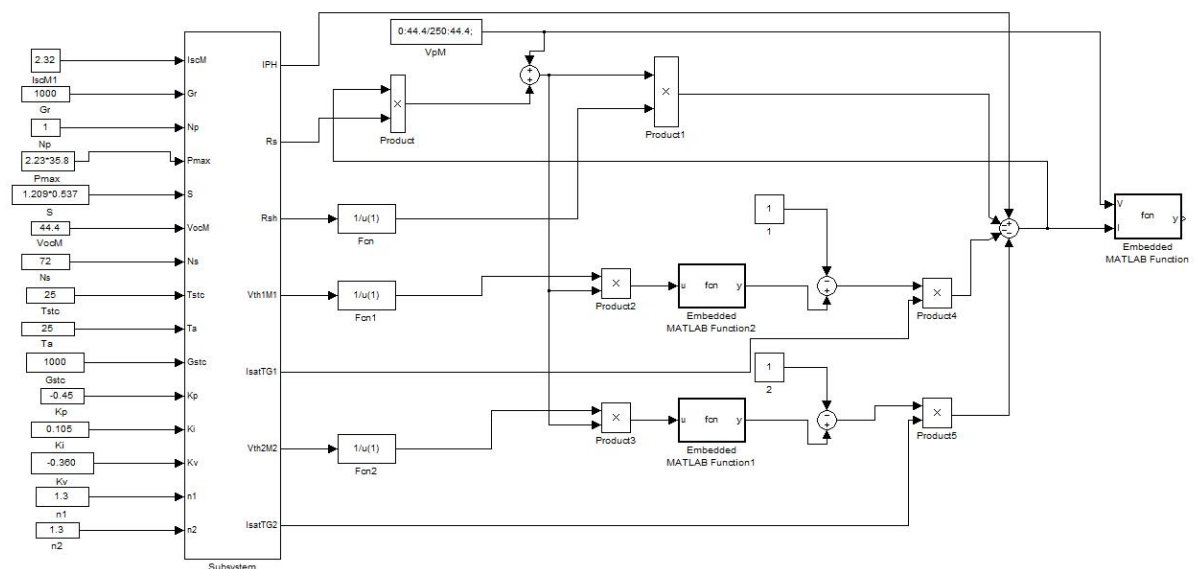 2.32
IscM1
1000
Gr
1
Np
2.23*35.8
Pmax
1.209*0.537
S
44.4
VocM
72
Ns
25
Tstc
25
Ta
1000
Gstc
-0.45
Kp
0.105
Ki
-0.360
Kv
1.3
n1
1.3
n2
IscM
Gr
Np
Pmax
S
VocM
Ns
Tstc
Ta
Gstc
Kp
Ki
Kv
n1
n2
IPH
Rs
Rsh
Vth1M1
IsatTG1
Vth2M2
IsatTG2
Subsystem
0:44.4/250:44.4;
VpM
+
+
×
Product
×
Product1
1/u(1)
Fcn
1/u(1)
Fcn1
1/u(1)
Fcn2
×
Product2
u fcn y
Embedded
MATLAB Function2
1
1
−
+
×
Product4
×
Product3
u fcn y
Embedded
MATLAB Function1
1
2
−
+
×
Product5
+
−
−
−
V
I
fcn
y
Embedded
MATLAB Function